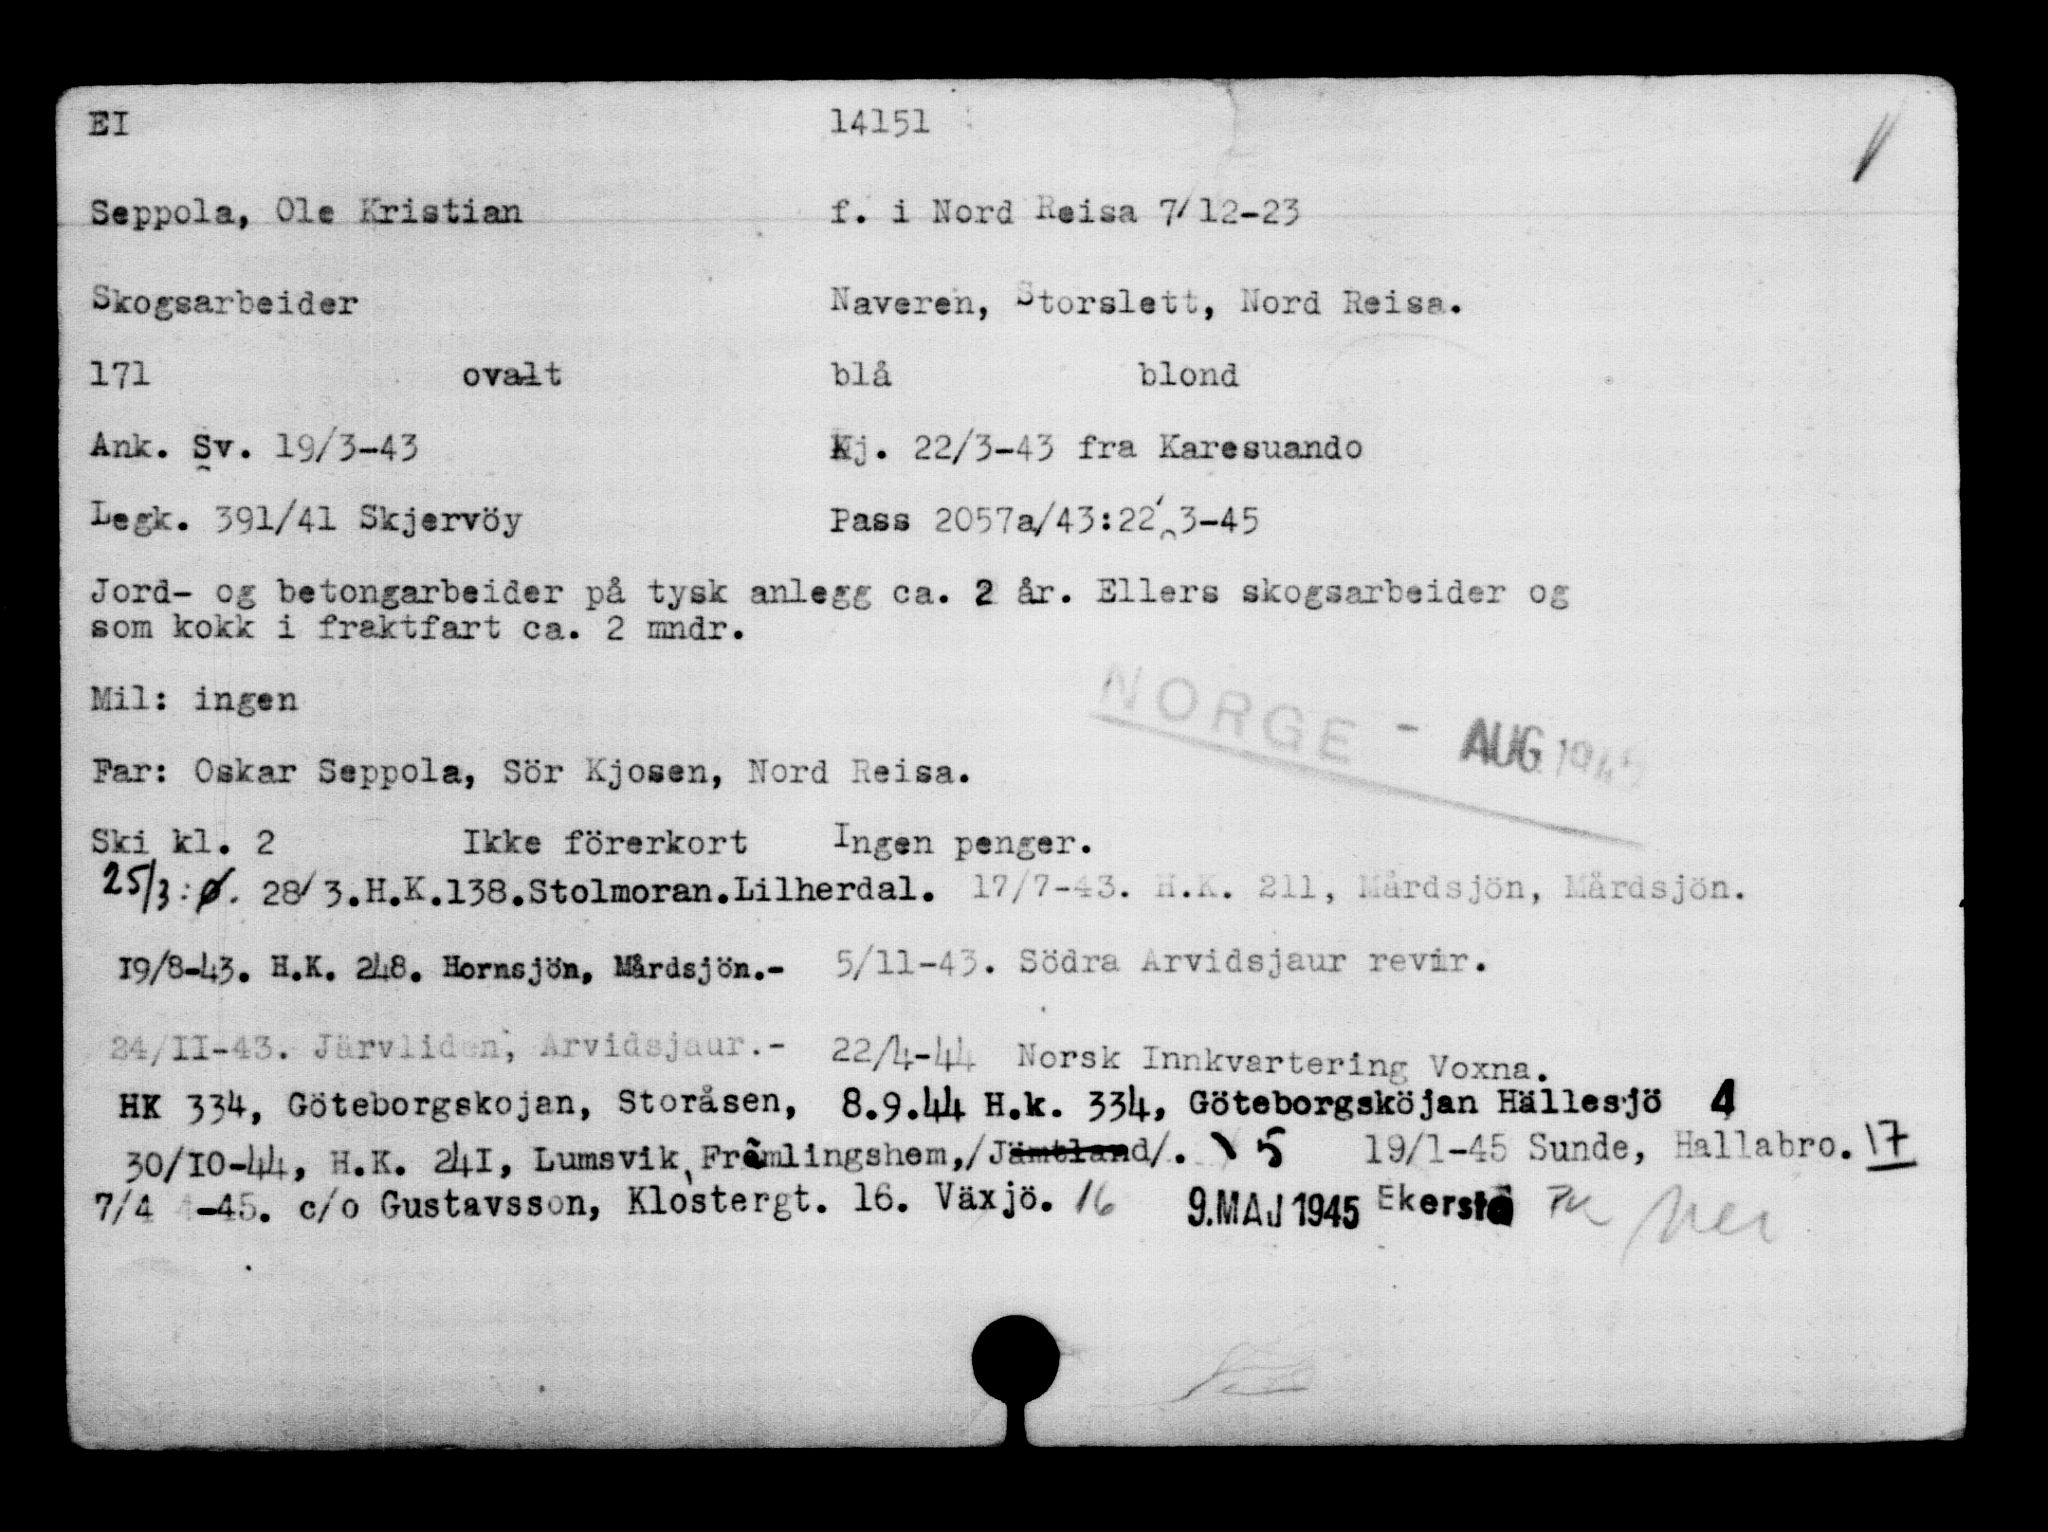 EI 14151
Seppola, Ole Kristian f. i Nord Reisa 7/12-23
Skogsarbeider Naveren, Storslett, Nord Reisa.
171 ovalt blå blond
Ank. Sv. 19/3-43 Kj. 22/3-43 fra Karesuando
Legk. 391/41 Skjervöy Pass 2057a/43:22/3-45
Jord- og betongarbeider på tysk anlegg ca. 2 år. Ellers skogsarbeider og
som kokk i fraktfart ca. 2 mndr.
Mil: ingen
NORGE - AUG
Far: Oskar Seppola, Sör Kjosen, Nord Reisa.
Ski kl. 2 Ikke förerkort Ingen penger.
25/3: Ø. 28/3.H.K.138.Stolmoran.Lilherdal. 17/7-43. H.K. 211, Mårdsjön, Mårdsjön.
19/8-43. H.K. 248. Hornsjön, Mårdsjön.- 5/11-43. Södra Arvidsjaur revir.
24/II-43. Järvliden, Arvidsjaur.- 22/4-44 Norsk Innkvartering Voxna.
HK 334, Göteborgskojan, Storåsen, 8.9.44 H.k. 334, Götеborgsköjan Hällesjö 4
30/10-44, H.K. 241, Lumsvik, Främlingshem,/Jämtland/. 5 19/1-45 Sunde, Hallabro. 17
7/4 -45. c/o Gustavsson, Klostergt. 16. Växjö. 16 9.MAJ 1945 Ekerstå